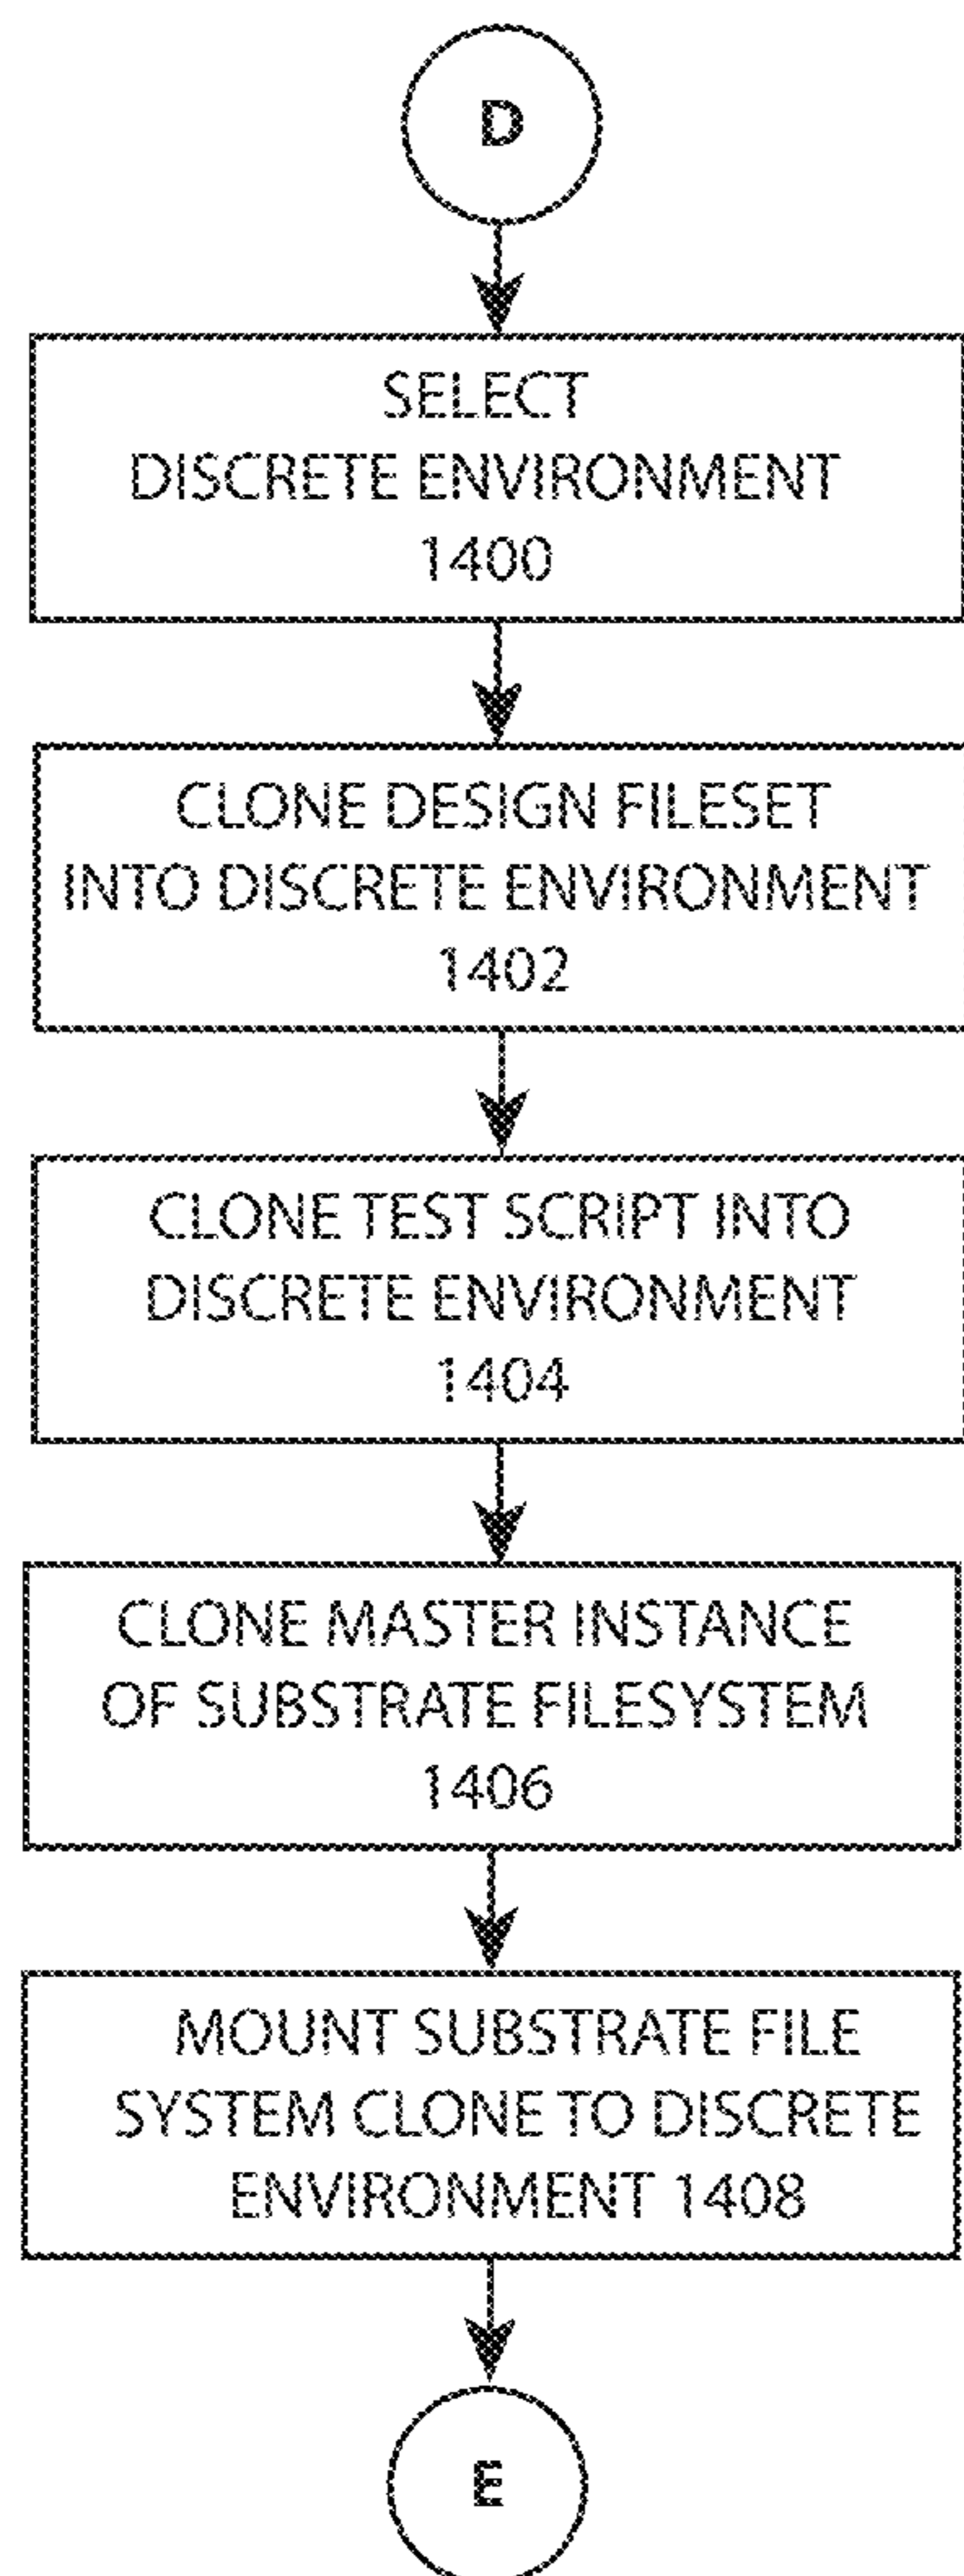 D
SELECT
DISCRETE ENVIRONMENT
1400
CLONE DESIGN FILESET
INTO DISCRETE ENVIRONMENT
1402
CLONE TEST SCRIPT INTO
DISCRETE ENVIRONMENT
1404
CLONE MASTER INSTANCE
OF SUBSTRATE FILESYSTEM
1406
MOUNT SUBSTRATE FILE
SYSTEM CLONE TO DISCRETE
ENVIRONMENT 1408
E